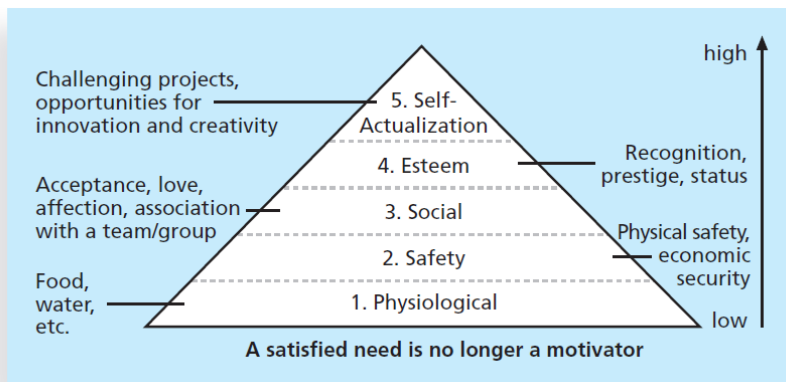 high
Challenging projects,
opportunities for
innovation and creativity
5. Self-
Actualization
Recognition,
prestige, status
4. Esteem
Acceptance, love,
affection, association
with a team/group
3. Social
Physical safety,
economic
security
2. Safety
Food,
water,
etc.
1. Physiological
low
A satisfied need is no longer a motivator